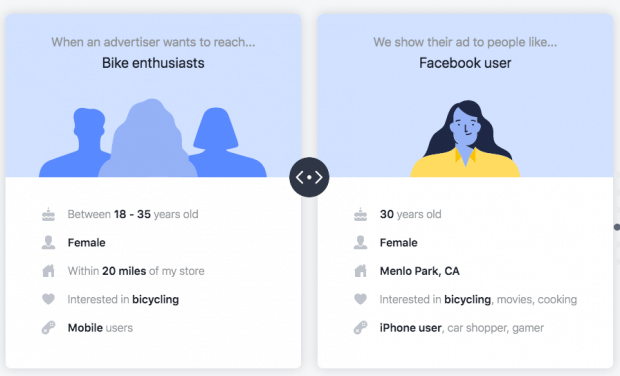 When an advertiser wants to reach...
Bike enthusiasts
Between 18 - 35 years old
Female
Within 20 miles of my store
Interested in bicycling
Mobile users
We show their ad to people like...
Facebook user
30 years old
Female
Menlo Park, CA
Interested in bicycling, movies, cooking
iPhone user, car shopper, gamer